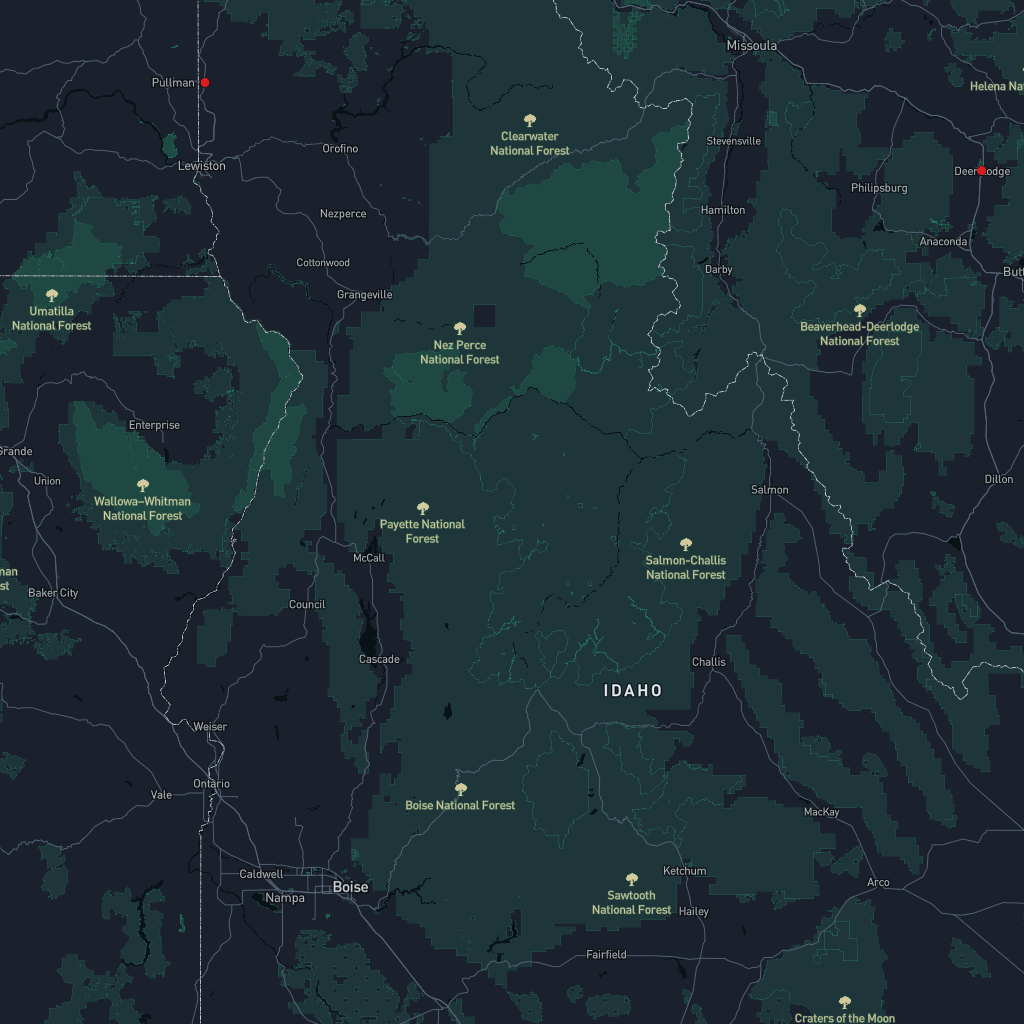 Missoula
Pullman
Helena Nat
Clearwater
National Forest
Stevensville
Orofino
Lewiston
Deer Lodge
Philipsburg
Nezperce
Hamilton
Anaconda
Cottonwood
Darby
Butt
Grangeville
Umatilla
National Forest
Beaverhead-Deerlodge
National Forest
Nez Perce
National Forest
Enterprise
Grande
Union
Dillon
Salmon
Wallowa–Whitman
National Forest
Payette National
Forest
McCall
Salmon-Challis
National Forest
man
st
Baker City
Council
Cascade
Challis
IDAHO
Weiser
Ontario
Vale
Boise National Forest
MacKay
Caldwell
Boise
Nampa
Ketchum
Arco
Sawtooth
National Forest
Hailey
Fairfield
Craters of the Moon